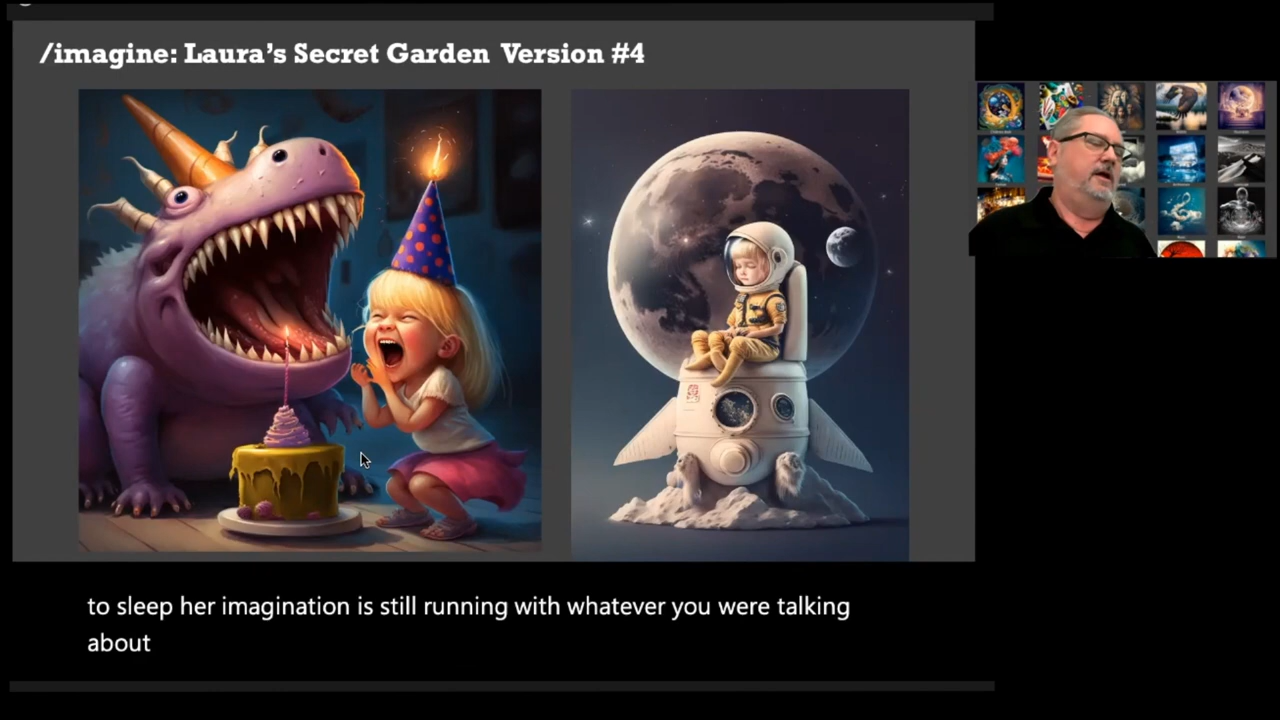 /imagine: Laura’s Secret Garden Version #4
to sleep her imagination is still running with whatever you were talking
about